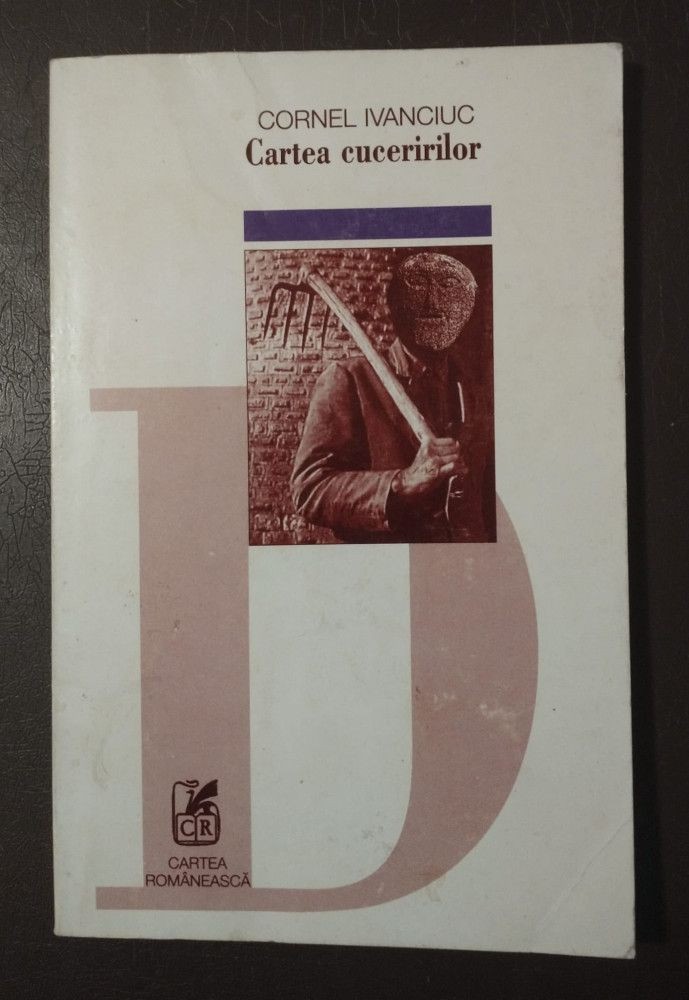 CORNEL IVANCIUC
Cartea cuceririlor
D
CR
CARTEA
ROMÂNEASCĂ